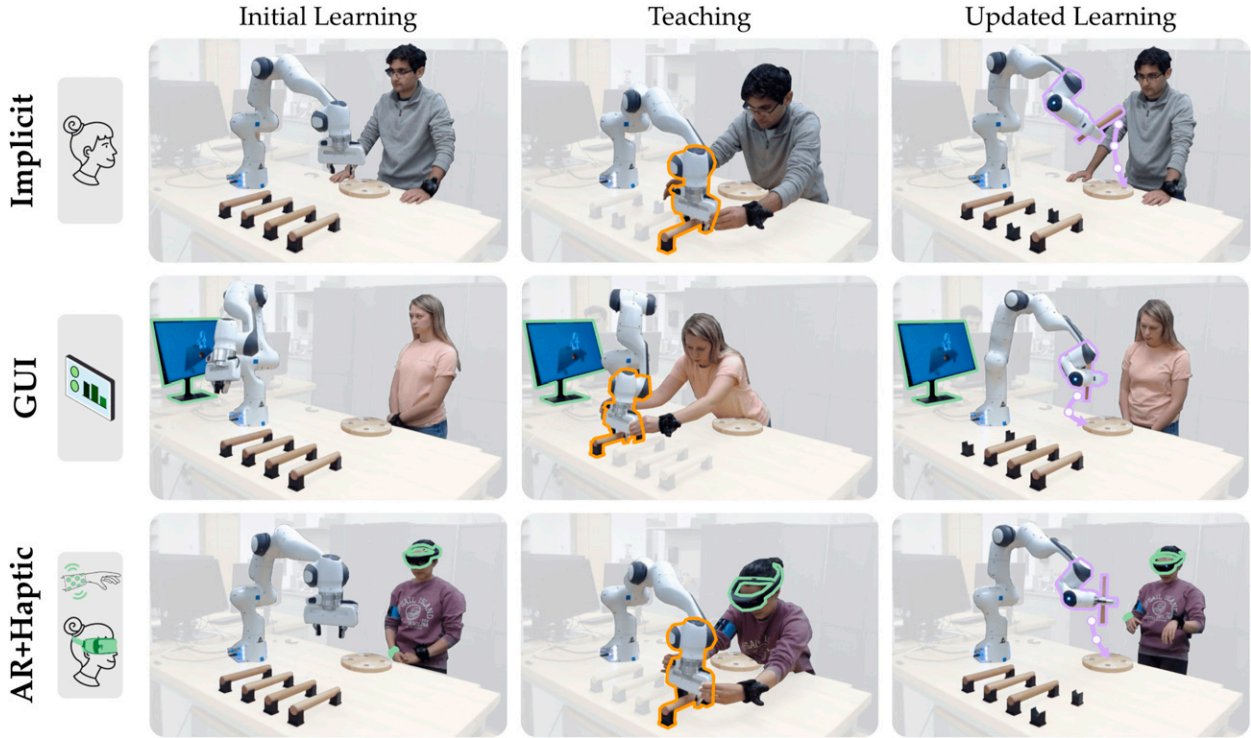 Initial Learning
Teaching
Updated Learning
Implicit
GUI
AR+Haptic